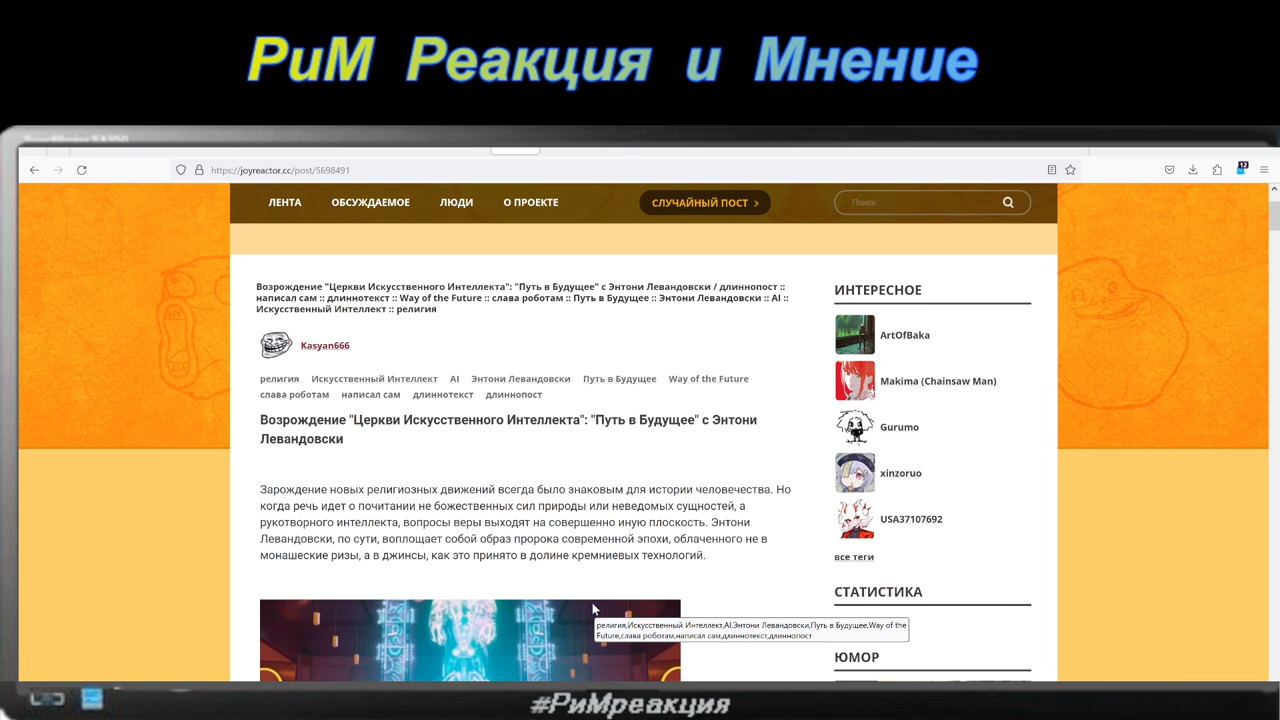 РиМ Реакция и Мнение
https://joyreactor.cc/post/5698491
12
ЛЕНТА ОБСУЖДАЕМОЕ ЛЮДИ О ПРОЕКТЕ СЛУЧАЙНЫЙ ПОСТ > Поиск
Возрождение "Церкви Искусственного Интеллекта": "Путь в Будущее" с Энтони Левандовски / длиннопост ::
написал сам :: длиннотекст :: Way of the Future :: слава роботам :: Путь в Будущее :: Энтони Левандовски :: AI ::
Искусственный Интеллект :: религия
Kasyan666
религия Искусственный Интеллект AI Энтони Левандовски Путь в Будущее Way of the Future
слава роботам написал сам длиннотекст длиннопост
Возрождение "Церкви Искусственного Интеллекта": "Путь в Будущее" с Энтони
Левандовски
Зарождение новых религиозных движений всегда было знаковым для истории человечества. Но
когда речь идет о почитании не божественных сил природы или неведомых сущностей, а
рукотворного интеллекта, вопросы веры выходят на совершенно иную плоскость. Энтони
Левандовски, по сути, воплощает собой образ пророка современной эпохи, облаченного не в
монашеские ризы, а в джинсы, как это принято в долине кремниевых технологий.
религия,Искусственный Интеллект,AI,Энтони Левандовски,Путь в Будущее,Way of the
Future,слава роботам,написал сам,длиннотекст,длиннопост
ИНТЕРЕСНОЕ
ArtOfBaka
Makima (Chainsaw Man)
Gurumo
xinzoruo
USA37107692
все теги
СТАТИСТИКА
ЮМОР
#РиМреакция